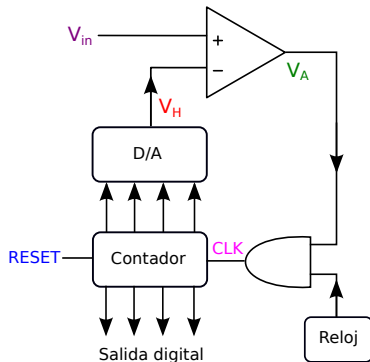 Vin
+
−
VA
VH
D/A
RESET
Contador
CLK
Reloj
Salida digital